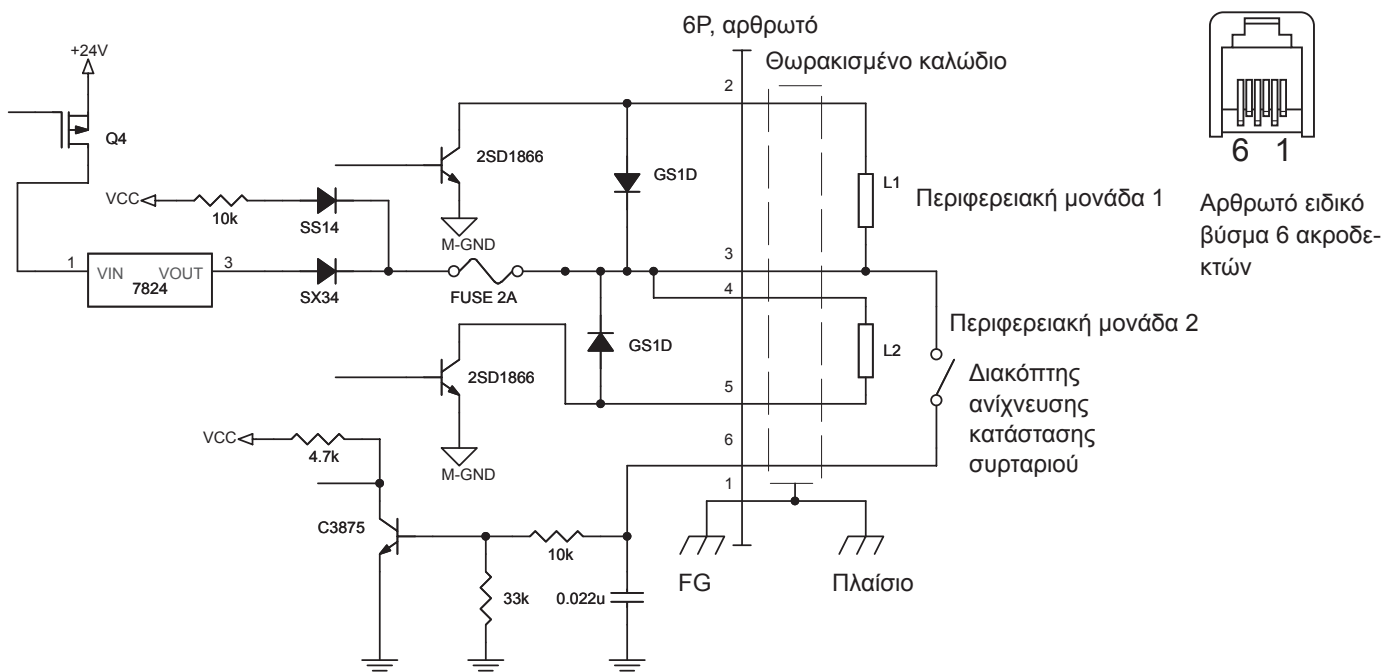 6P, αρθρωτό
+24V
Θωρακισμένο καλώδιο
2
Q4
2SD1866
GS1D
6 1
L1
Περιφερειακή μονάδα 1
VCC
10k
SS14
Αρθρωτό ειδικό
βύσμα 6 ακροδε-
κτών
M-GND
1
VIN
VOUT
7824
3
SX34
FUSE 2A
3
4
Περιφερειακή μονάδα 2
GS1D
L2
2SD1866
Διακόπτης
ανίχνευσης
κατάστασης
συρταριού
5
VCC
4.7k
6
M-GND
1
C3875
10k
33k
0.022u
FG
Πλαίσιο